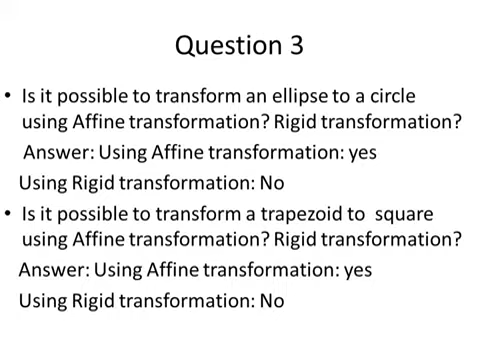 Question 3
• Is it possible to transform an ellipse to a circle
using Affine transformation? Rigid transformation?
Answer: Using Affine transformation: yes
Using Rigid transformation: No
• Is it possible to transform a trapezoid to square
using Affine transformation? Rigid transformation?
Answer: Using Affine transformation: yes
Using Rigid transformation: No